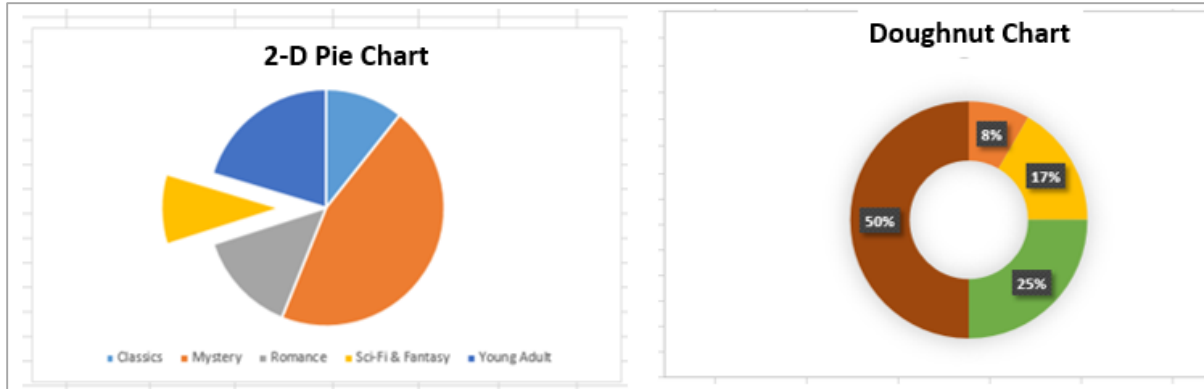 2-D Pie Chart
Classics Mystery Romance Sci-Fi & Fantasy Young Adult
Doughnut Chart
8%
17%
50%
25%